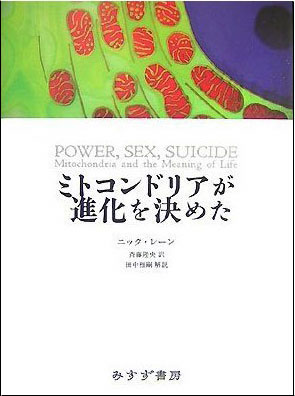 POWER, SEX, SUICIDE
Mitochondria and the Meaning of Life
ミトコンドリアが
進化を決めた
ニック・レーン
斉藤隆央 訳
田中雅嗣 解説
みすず書房